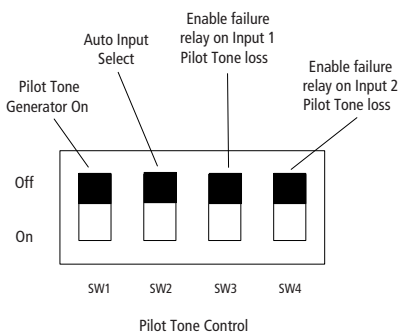 Enable failure
relay on Input 1
Pilot Tone loss
Auto Input
Select
Enable failure
relay on Input 2
Pilot Tone loss
Pilot Tone
Generator On
Off
On
SW1 SW2 SW3 SW4
Pilot Tone Control